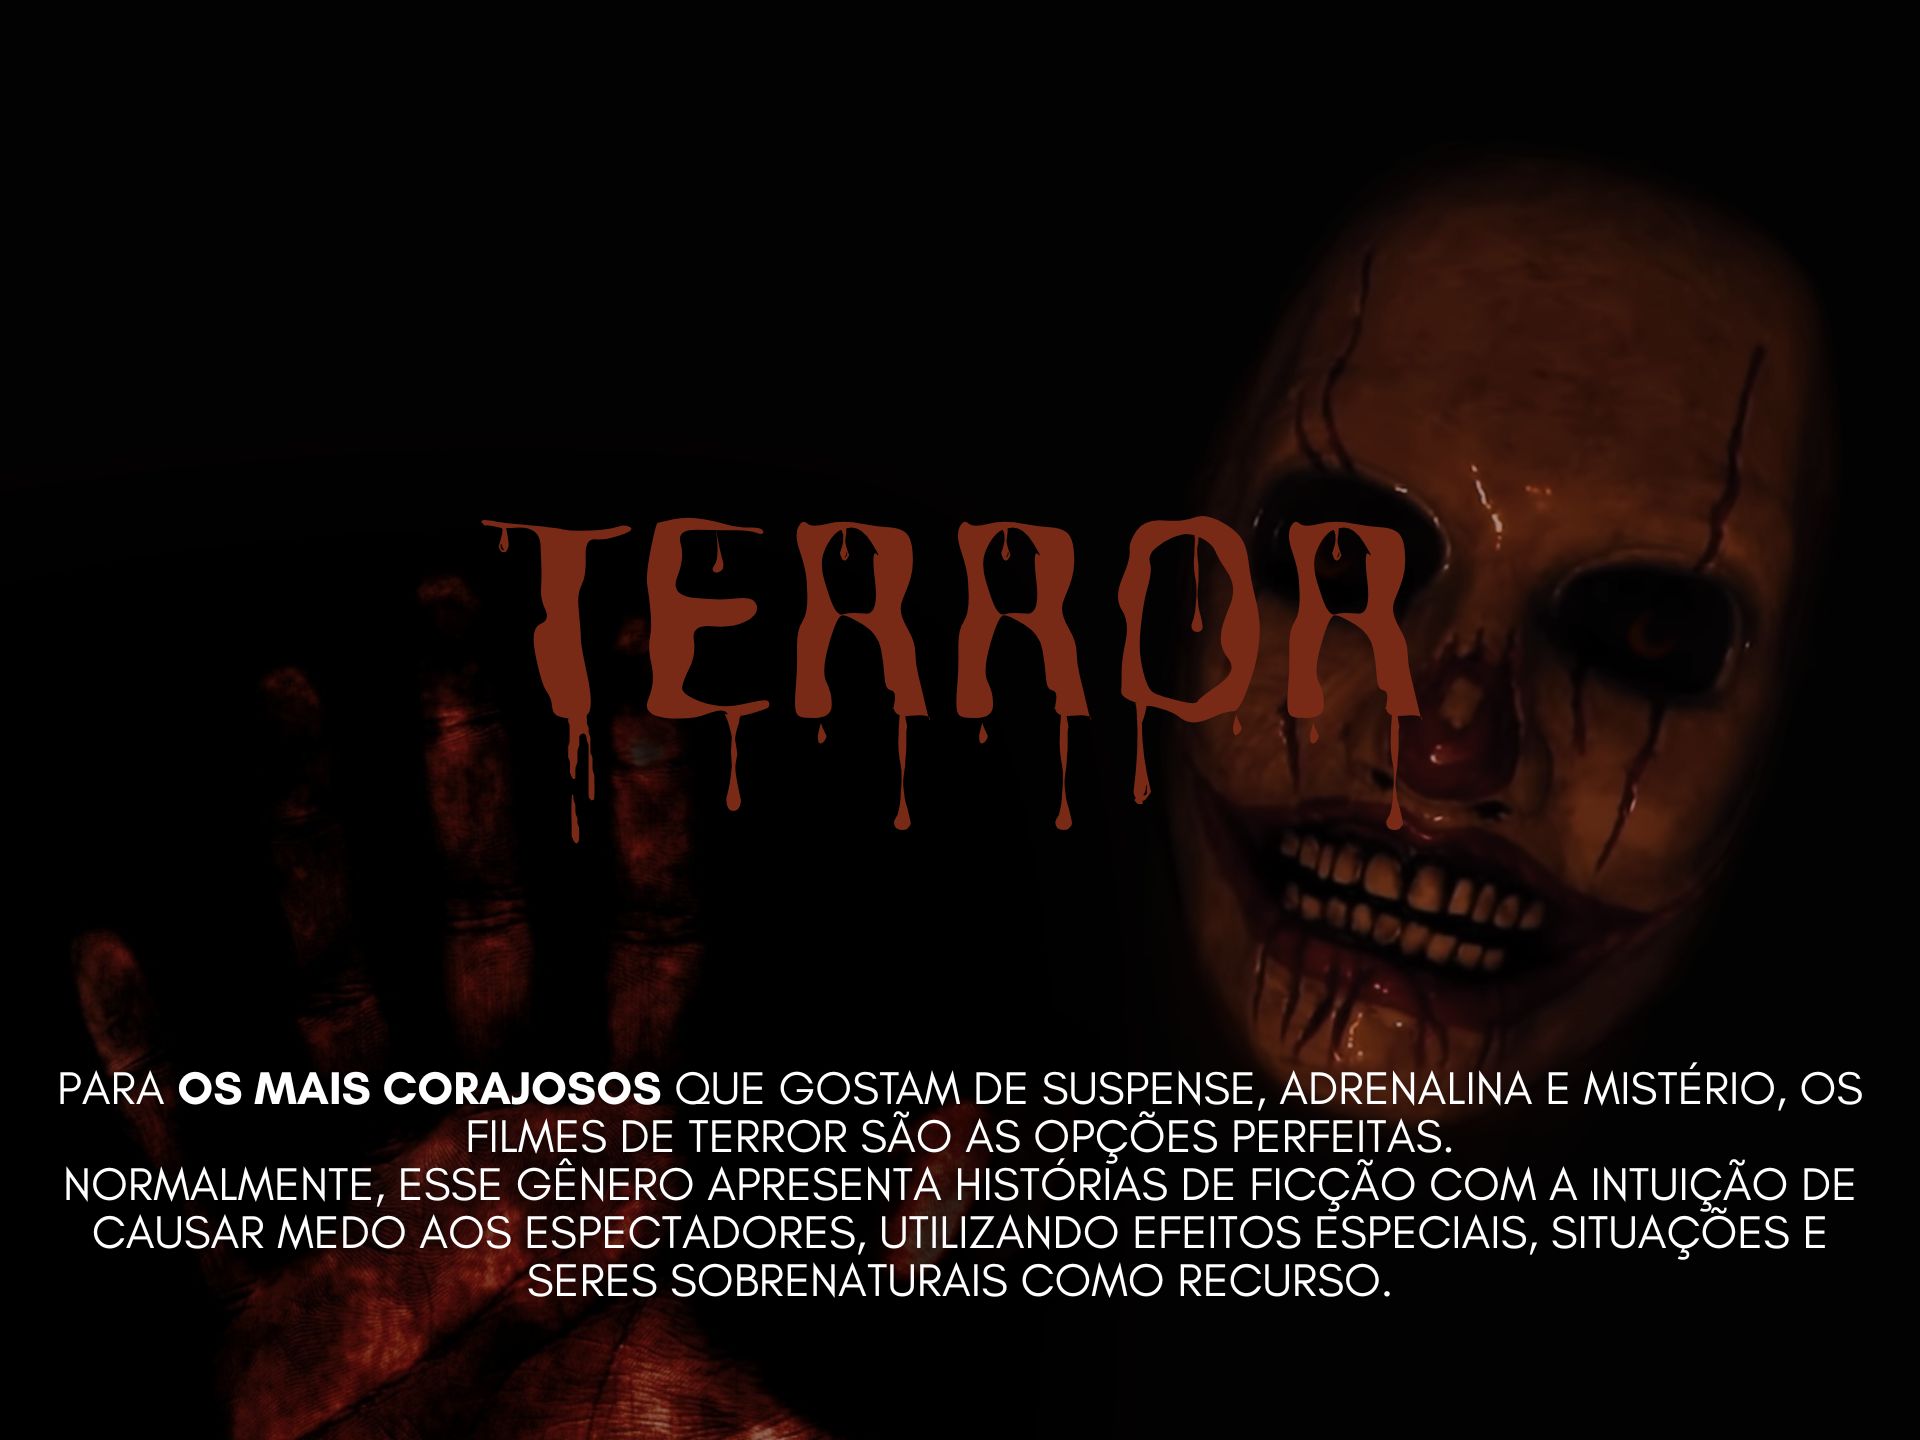 TERROR
PARA OS MAIS CORAJOSOS QUE GOSTAM DE SUSPENSE, ADRENALINA E MISTÉRIO, OS
FILMES DE TERROR SÃO AS OPÇÕES PERFEITAS.
NORMALMENTE, ESSE GÊNERO APRESENTA HISTÓRIAS DE FICÇÃO COM A INTUIÇÃO DE
CAUSAR MEDO AOS ESPECTADORES, UTILIZANDO EFEITOS ESPECIAIS, SITUAÇÕES E
SERES SOBRENATURAIS COMO RECURSO.